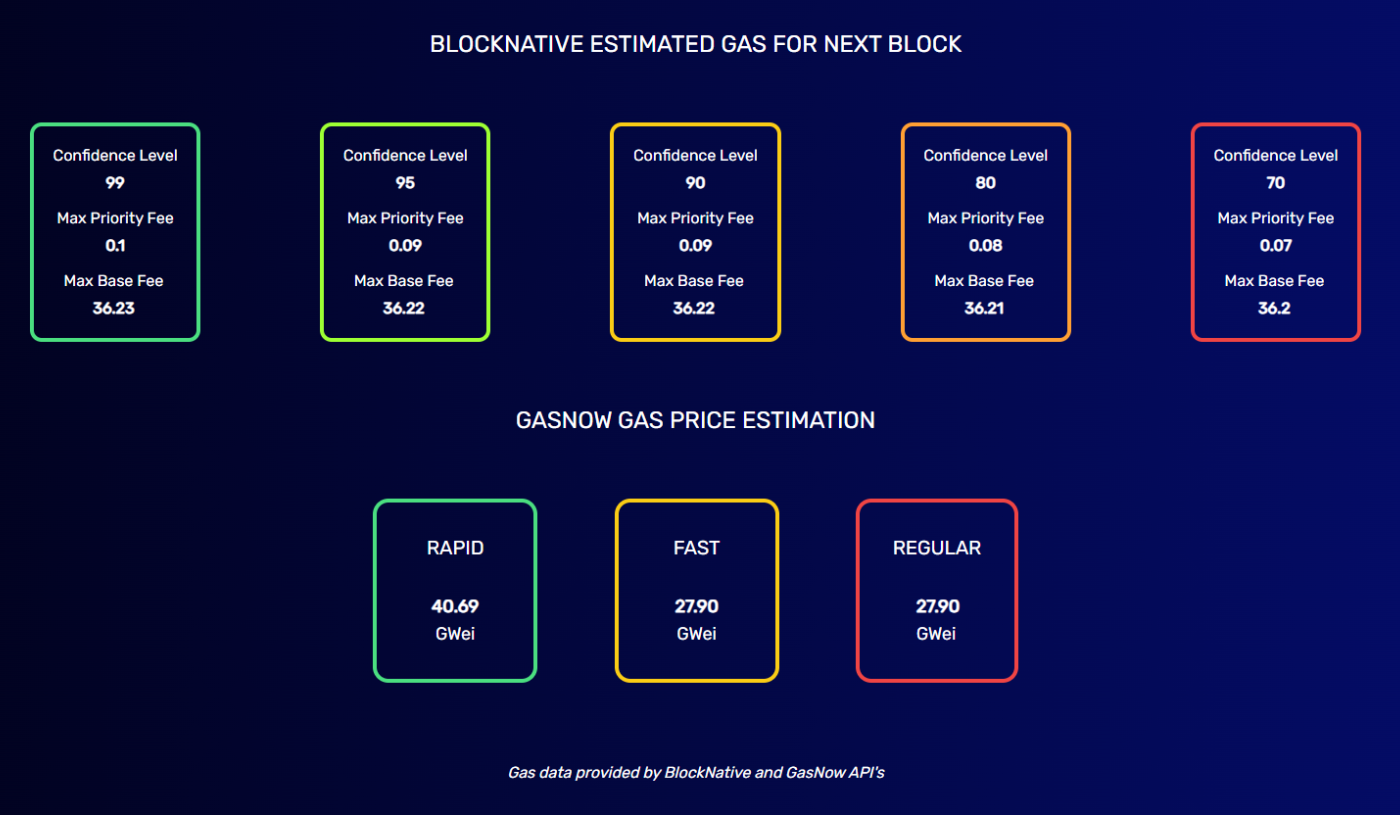 BLOCKNATIVE ESTIMATED GAS FOR NEXT BLOCK
Confidence Level
99
Max Priority Fee
0.1
Max Base Fee
36.23
Confidence Level
95
Max Priority Fee
0.09
Max Base Fee
36.22
Confidence Level
90
Max Priority Fee
0.09
Max Base Fee
36.22
Confidence Level
80
Max Priority Fee
0.08
Max Base Fee
36.21
Confidence Level
70
Max Priority Fee
0.07
Max Base Fee
36.2
GASNOW GAS PRICE ESTIMATION
RAPID
40.69
GWei
FAST
27.90
GWei
REGULAR
27.90
GWei
Gas data provided by BlockNative and GasNow API's